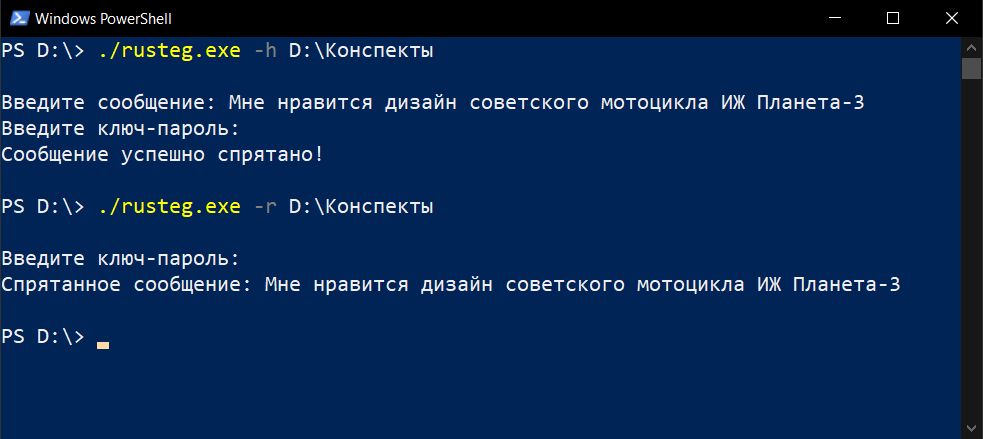 Windows PowerShell
PS D:\> ./rusteg.exe -h D:\Конспекты
Введите сообщение: Мне нравится дизайн советского мотоцикла ИЖ Планета-3
Введите ключ-пароль:
Сообщение успешно спрятано!
PS D:\> ./rusteg.exe -r D:\Конспекты
Введите ключ-пароль:
Спрятанное сообщение: Мне нравится дизайн советского мотоцикла ИЖ Планета-3
PS D:\>